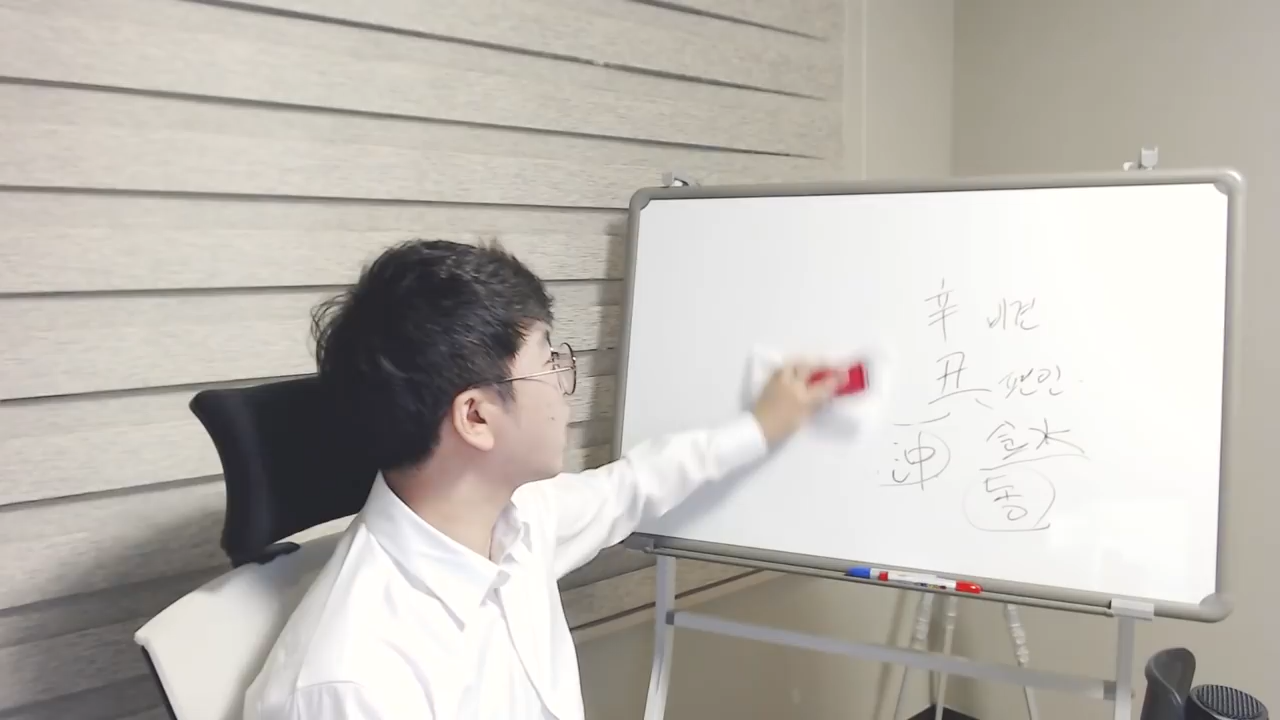 辛 비견
丑 편인
冲 金水
동